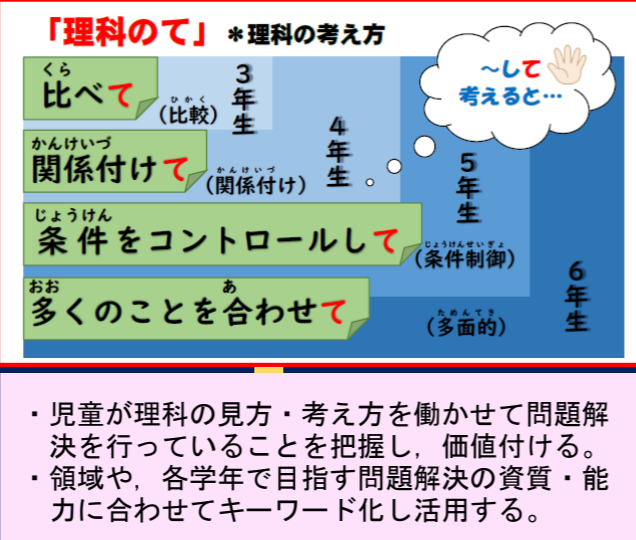 「理科のて」 *理科の考え方
～して
考えると…
くら
比べて
ひかく
（比較）
3年生
かんけいづ
関係付けて
かんけいづ
（関係付け）
4年生
じょうけん
条件をコントロールして
じょうけんせいぎょ
（条件制御）
5年生
おお あ
多くのことを合わせて
ためんてき
（多面的）
6年生
・児童が理科の見方・考え方を働かせて問題解
決を行っていることを把握し，価値付ける。
・領域や，各学年で目指す問題解決の資質・能
力に合わせてキーワード化し活用する。